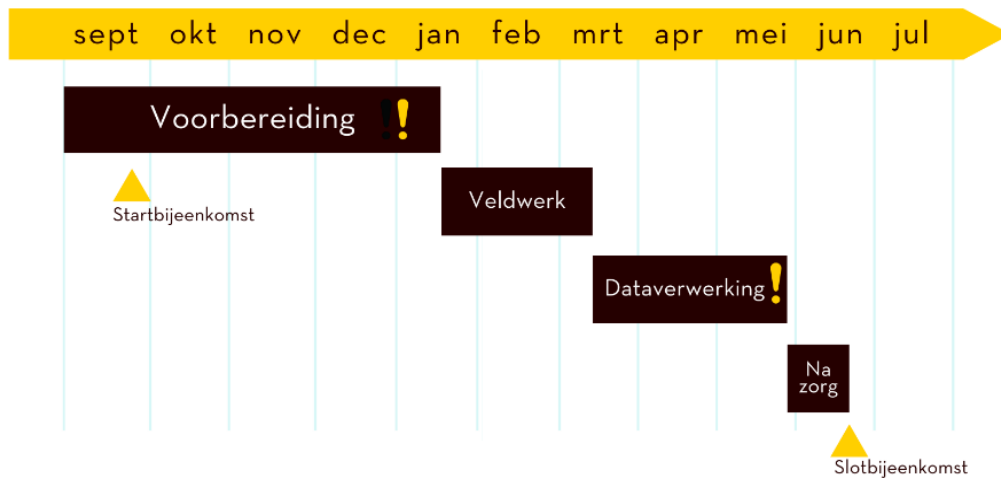 sept okt nov dec jan feb mrt apr mei jun jul
Voorbereiding !!
Startbijeenkomst
Veldwerk
Dataverwerking !
Na
zorg
Slotbijeenkomst